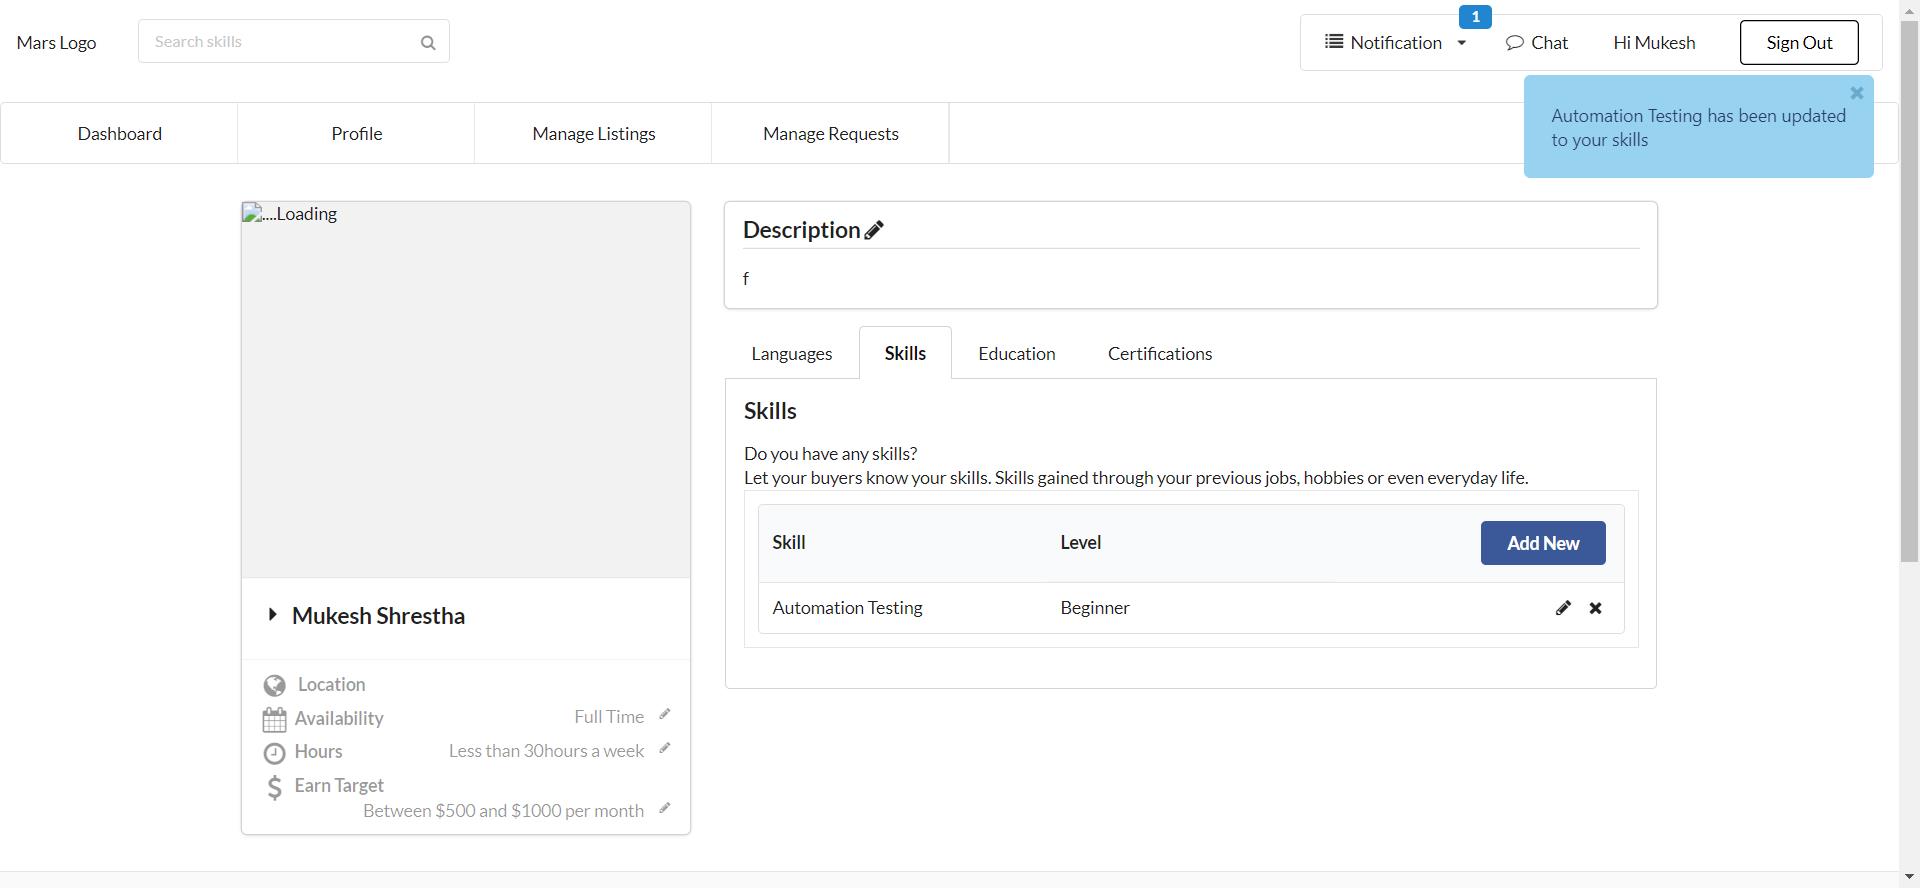 Mars Logo
Search skills
1
Notification
Chat
Hi Mukesh
Sign Out
Automation Testing has been updated
to your skills
Dashboard
Profile
Manage Listings
Manage Requests
....Loading
Mukesh Shrestha
Location
Availability
Full Time
Hours
Less than 30hours a week
Earn Target
Between $500 and $1000 per month
Description
f
Languages
Skills
Education
Certifications
Skills
Do you have any skills?
Let your buyers know your skills. Skills gained through your previous jobs, hobbies or even everyday life.
Skill
Level
Add New
Automation Testing
Beginner